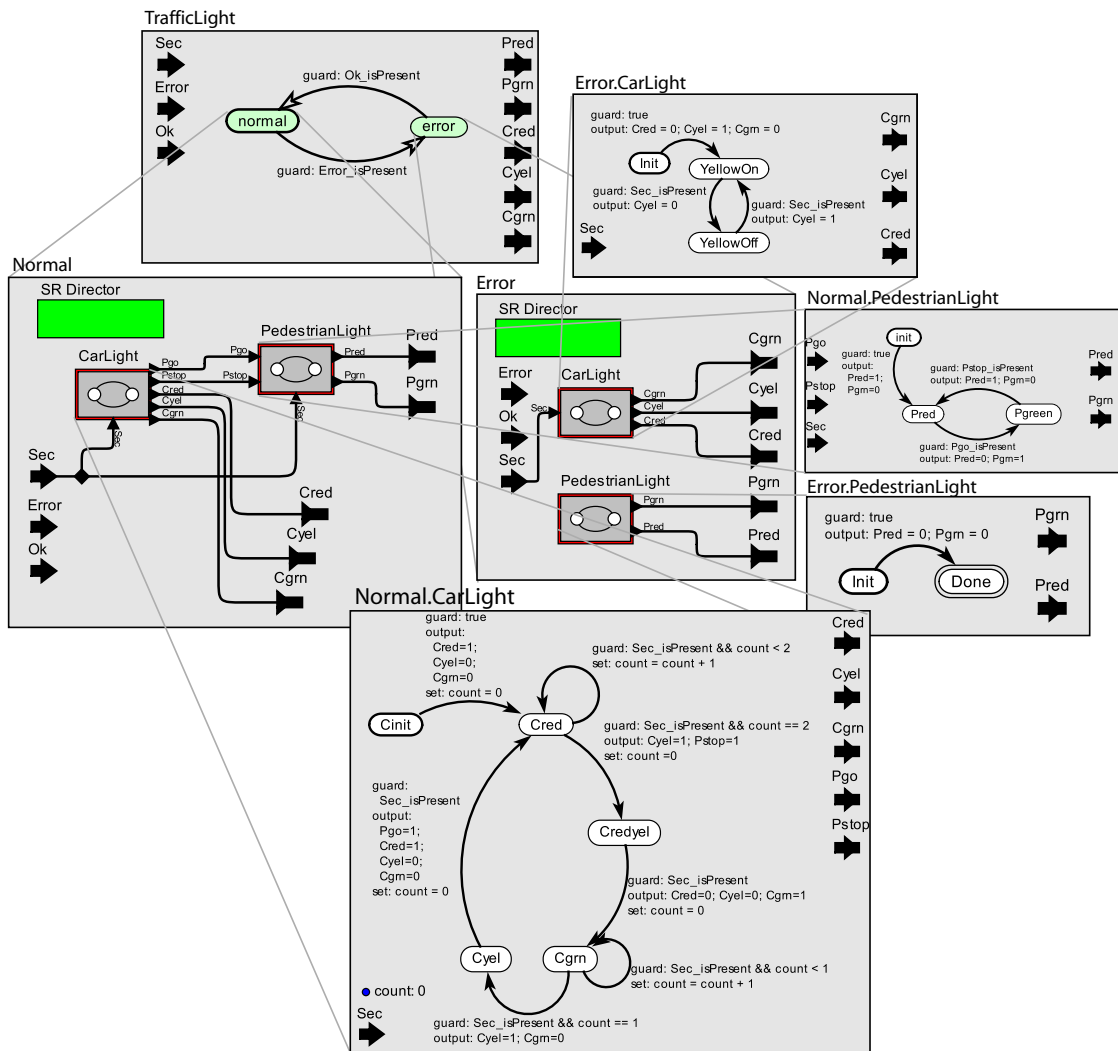 TrafficLight
Sec
Error
Ok
guard: Ok_isPresent
normal
error
guard: Error_isPresent
Pred
Pgrn
Cred
Cyel
Cgrn
Error.CarLight
guard: true
output: Cred = 0; Cyel = 1; Cgrn = 0
Init
YellowOn
guard: Sec_isPresent
output: Cyel = 0
guard: Sec_isPresent
output: Cyel = 1
YellowOff
Sec
Cgrn
Cyel
Cred
Normal
SR Director
CarLight
Pgo
Pstop
Cred
Cyel
Cgrn
Sec
PedestrianLight
Pgo
Pstop
Pred
Pgrn
Sec
Pred
Pgrn
Sec
Error
Ok
Cred
Cyel
Cgrn
Error
SR Director
Error
Ok
Sec
CarLight
Sec
Cgrn
Cyel
Cred
PedestrianLight
Pgrn
Pred
Cgrn
Cyel
Cred
Pgrn
Pred
Normal.PedestrianLight
Pgo
Pstop
Sec
init
guard: true
output:
Pred=1;
Pgrn=0
guard: Pstop_isPresent
output: Pred=1; Pgrn=0
Pred
Pgreen
guard: Pgo_isPresent
output: Pred=0; Pgrn=1
Pred
Pgrn
Error.PedestrianLight
guard: true
output: Pred = 0; Pgrn = 0
Init
Done
Pgrn
Pred
Normal.CarLight
guard: true
output:
Cred=1;
Cyel=0;
Cgrn=0
set: count = 0
Cinit
Cred
guard: Sec_isPresent && count < 2
set: count = count + 1
guard: Sec_isPresent && count == 2
output: Cyel=1; Pstop=1
set: count =0
Credyel
guard: Sec_isPresent
output: Cred=0; Cyel=0; Cgrn=1
set: count = 0
guard:
Sec_isPresent
output:
Pgo=1;
Cred=1;
Cyel=0;
Cgrn=0
set: count = 0
Cyel
Cgrn
guard: Sec_isPresent && count < 1
set: count = count + 1
count: 0
Sec
guard: Sec_isPresent && count == 1
output: Cyel=1; Cgrn=0
Cred
Cyel
Cgrn
Pgo
Pstop